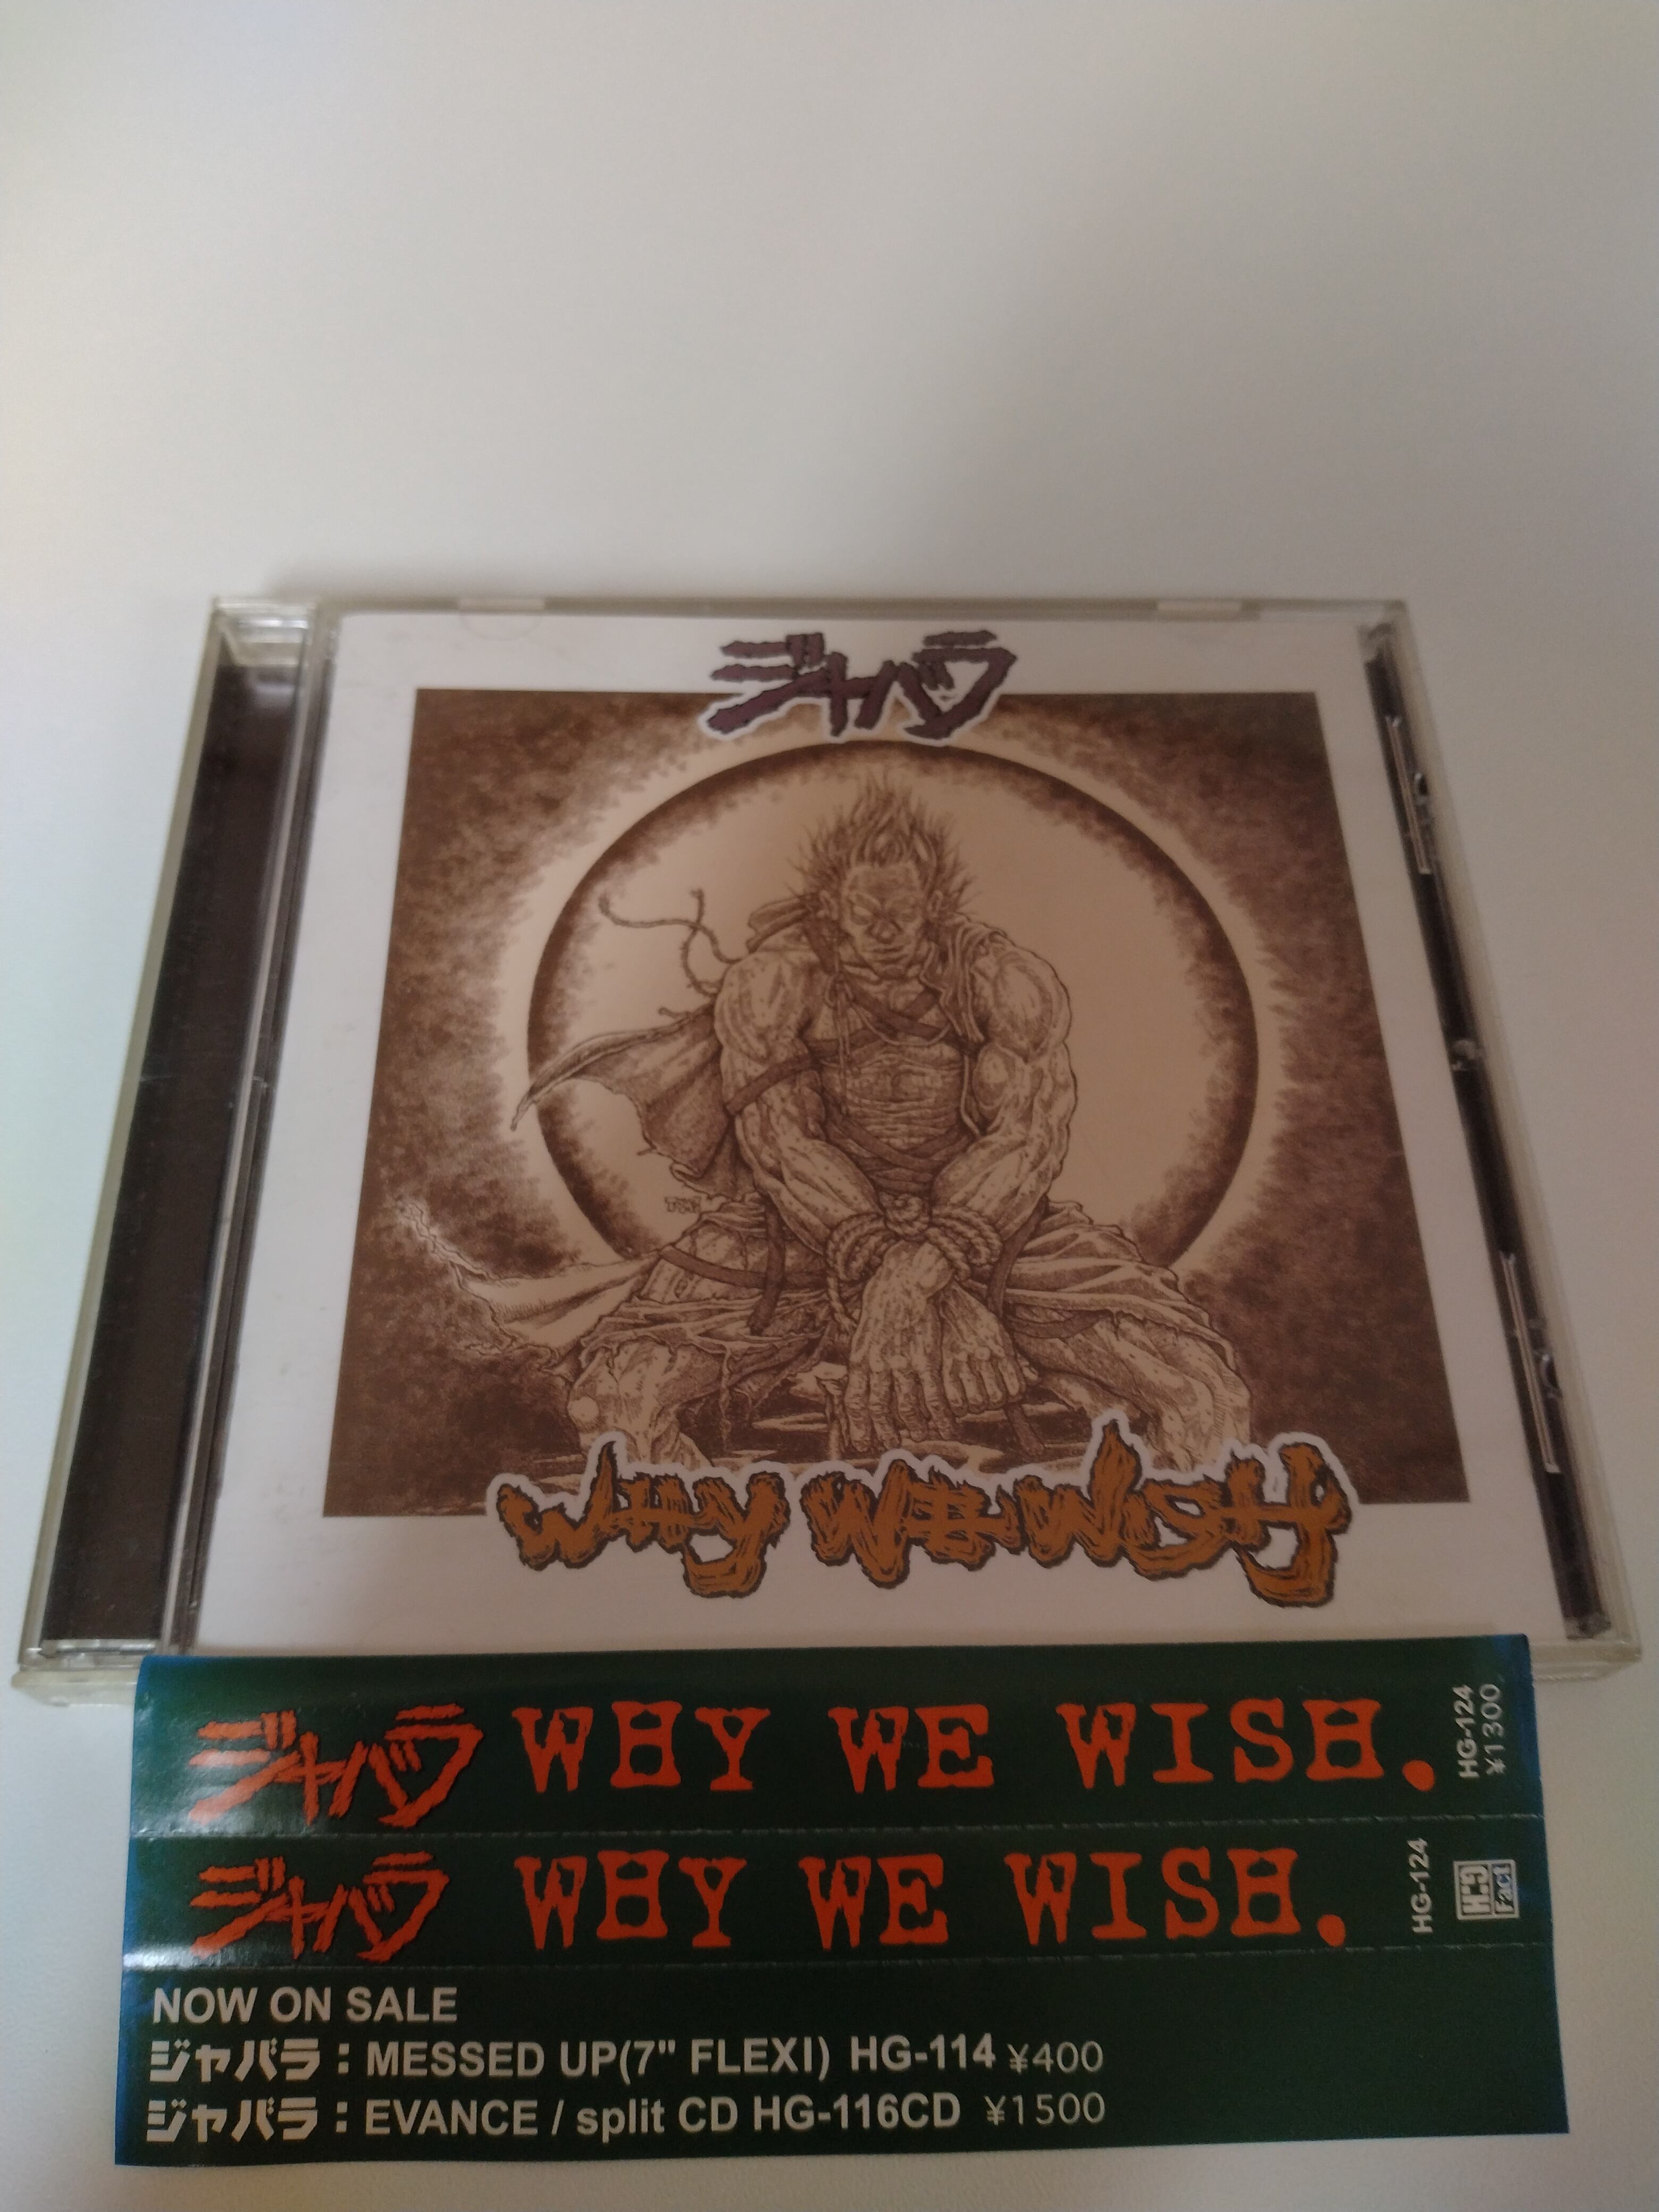 ジャバラ
WHY WE WISH
ジャバラ WHY WE WISH.
HG-124
¥1300
ジャバラ WHY WE WISH.
HG-124
H:G
Fact
NOW ON SALE
ジャバラ：MESSED UP(7" FLEXI) HG-114 ¥400
ジャバラ：EVANCE / split CD HG-116CD ¥1500